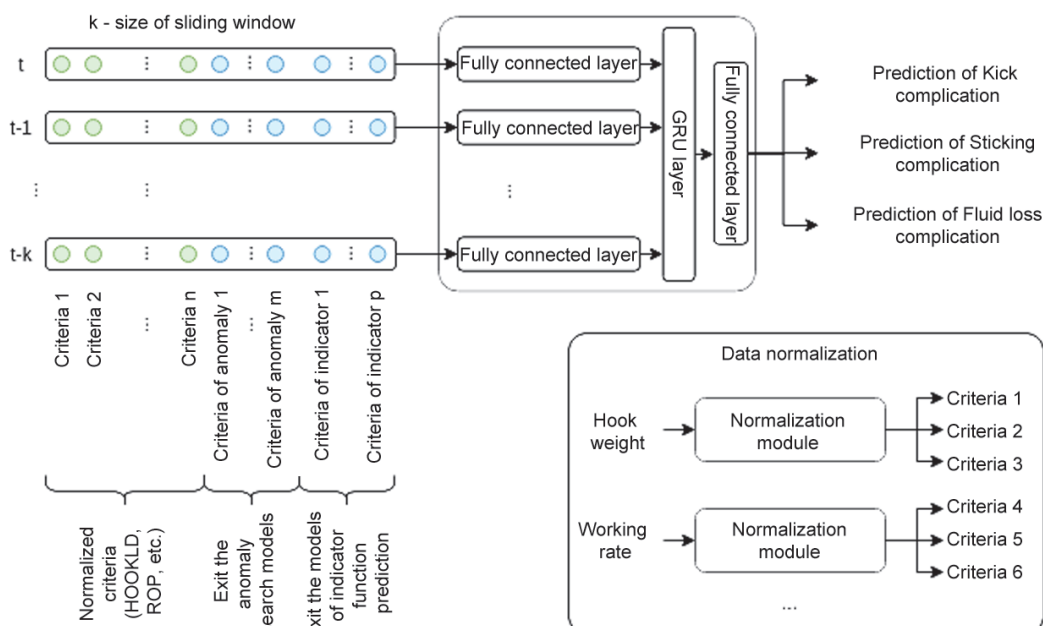 k - size of sliding window
t
Fully connected layer
t-1
Fully connected layer
...
...
...
t-k
Fully connected layer
GRU layer
Fully connected layer
Prediction of Kick
complication
Prediction of Sticking
complication
Prediction of Fluid loss
complication
Criteria 1
Criteria 2
...
Criteria n
Criteria of anomaly 1
...
Criteria of anomaly m
Criteria of indicator 1
Criteria of indicator p
Normalized
criteria
(HOOKLD,
ROP, etc.)
Exit the
anomaly
earch models
xit the models
of indicator
function
prediction
Data normalization
Hook
weight
Normalization
module
Criteria 1
Criteria 2
Criteria 3
Working
rate
Normalization
module
Criteria 4
Criteria 5
Criteria 6
...